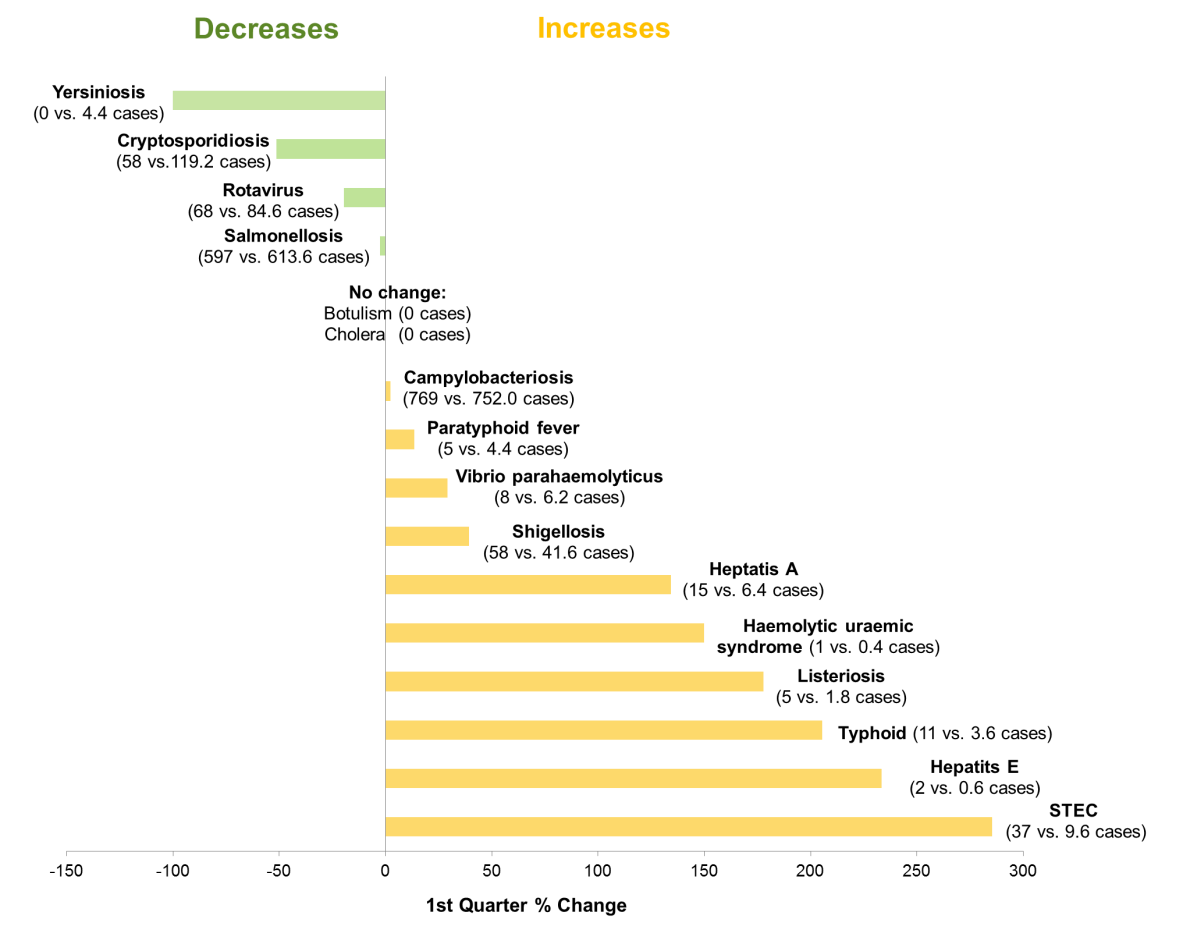 Decreases
Increases
Yersiniosis
(0 vs. 4.4 cases)
Cryptosporidiosis
(58 vs.119.2 cases)
Rotavirus
(68 vs. 84.6 cases)
Salmonellosis
(597 vs. 613.6 cases)
No change:
Botulism (0 cases)
Cholera (0 cases)
Campylobacteriosis
(769 vs. 752.0 cases)
Paratyphoid fever
(5 vs. 4.4 cases)
Vibrio parahaemolyticus
(8 vs. 6.2 cases)
Shigellosis
(58 vs. 41.6 cases)
Heptatis A
(15 vs. 6.4 cases)
Haemolytic uraemic
syndrome (1 vs. 0.4 cases)
Listeriosis
(5 vs. 1.8 cases)
Typhoid (11 vs. 3.6 cases)
Hepatits E
(2 vs. 0.6 cases)
STEC
(37 vs. 9.6 cases)
-150 -100 -50 0 50 100 150 200 250 300
1st Quarter % Change